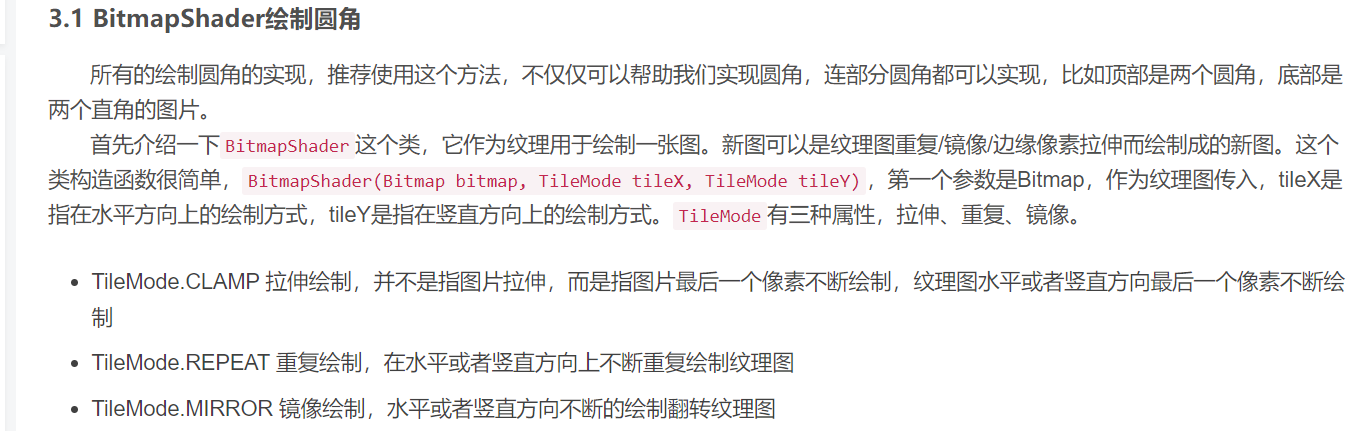 3.1 BitmapShader绘制圆角
所有的绘制圆角的实现，推荐使用这个方法，不仅仅可以帮助我们实现圆角，连部分圆角都可以实现，比如顶部是两个圆角，底部是
两个直角的图片。
首先介绍一下BitmapShader这个类，它作为纹理用于绘制一张图。新图可以是纹理图重复/镜像/边缘像素拉伸而绘制成的新图。这个
类构造函数很简单，BitmapShader(Bitmap bitmap, TileMode tileX, TileMode tileY)，第一个参数是Bitmap，作为纹理图传入，tileX是
指在水平方向上的绘制方式，tileY是指在竖直方向上的绘制方式。TileMode有三种属性，拉伸、重复、镜像。
• TileMode.CLAMP 拉伸绘制，并不是指图片拉伸，而是指图片最后一个像素不断绘制，纹理图水平或者竖直方向最后一个像素不断绘
制
• TileMode.REPEAT 重复绘制，在水平或者竖直方向上不断重复绘制纹理图
• TileMode.MIRROR 镜像绘制，水平或者竖直方向不断的绘制翻转纹理图